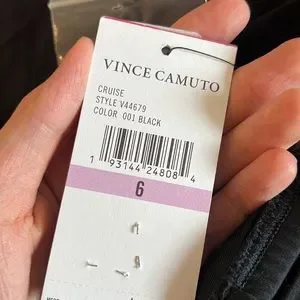 VINCE CAMUTO
CRUISE
STYLE V44679
COLOR 001 BLACK
1 93144 24808 4
6